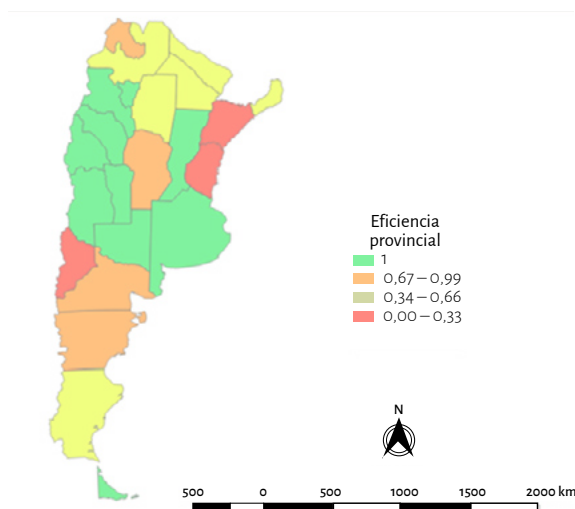 Eficiencia
provincial
1
0,67 – 0,99
0,34 – 0,66
0,00 – 0,33
N
500 0 500 1000 1500 2000 km